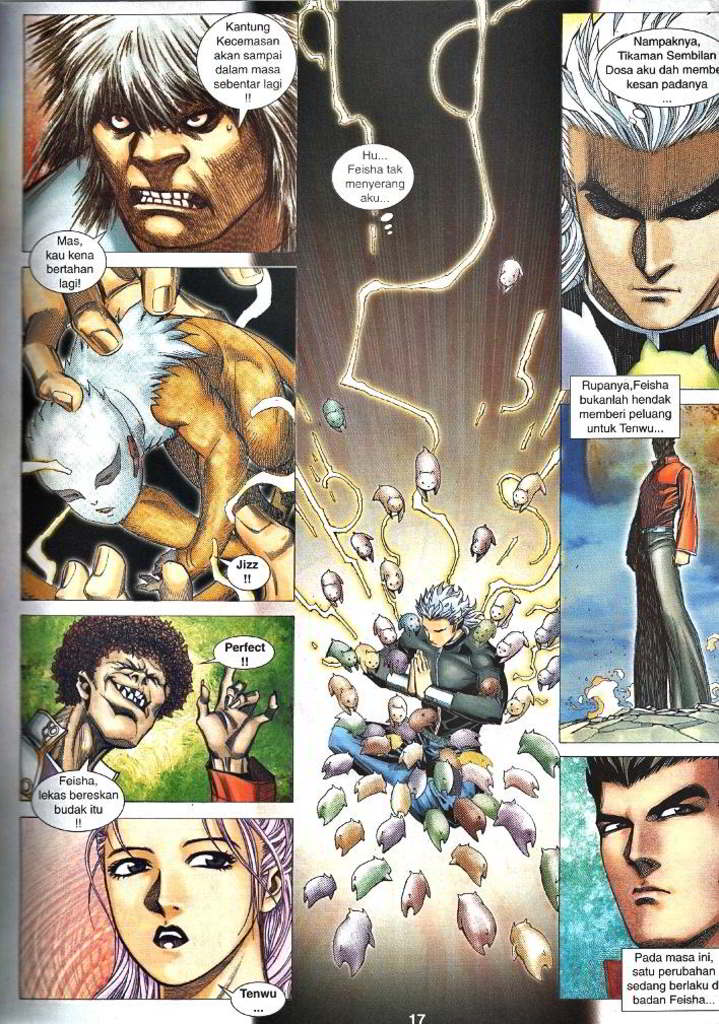 Kantung
Kecemasan
akan sampai
dalam masa
sebentar lagi
!!
Mas,
kau kena
bertahan
lagi!
Jizz
!!
Perfect
!!
Feisha,
lekas bereskan
budak itu
!!
Tenwu
...
Hu...
Feisha tak
menyerang
aku...
Nampaknya,
Tikaman Sembilan
Dosa aku dah membe
kesan padanya
...
Rupanya,Feisha
bukanlah hendak
memberi peluang
untuk Tenwu...
Pada masa ini,
satu perubahan
sedang berlaku d
badan Feisha...
17